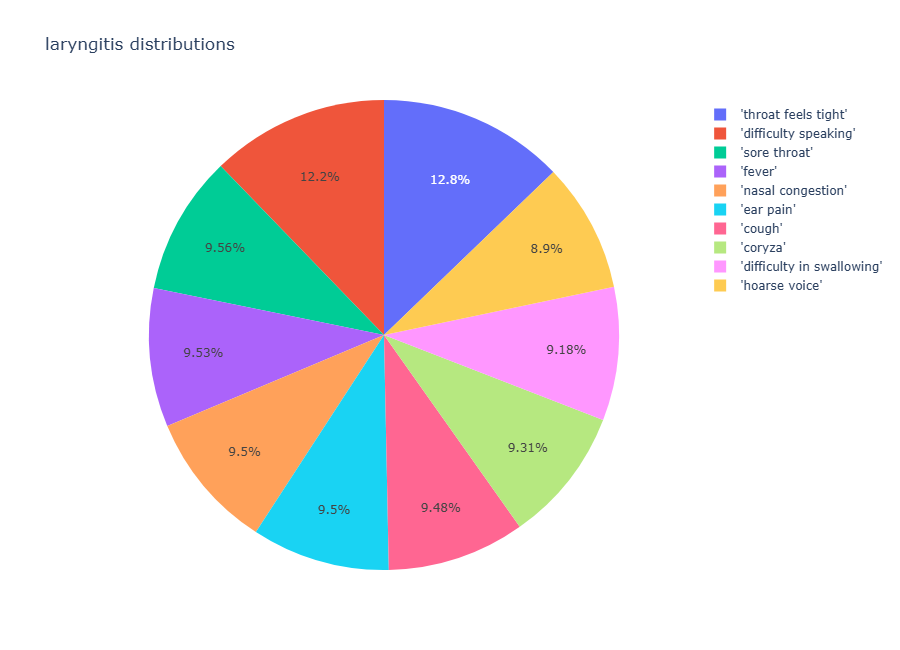 laryngitis distributions
'throat feels tight'
'difficulty speaking'
'sore throat'
'fever'
'nasal congestion'
'ear pain'
'cough'
'coryza'
'difficulty in swallowing'
'hoarse voice'
12.8%
12.2%
8.9%
9.56%
9.18%
9.53%
9.31%
9.5%
9.48%
9.5%